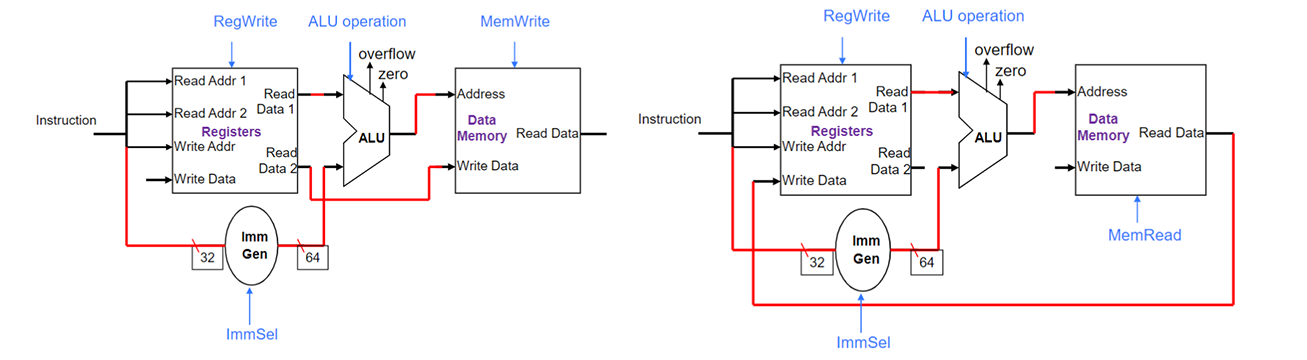 RegWrite
ALU operation
MemWrite
overflow
zero
Instruction
Read Addr 1
Read Addr 2
Registers
Write Addr
Write Data
Read
Data 1
Read
Data 2
ALU
Address
Data
Memory
Read Data
Write Data
Imm
Gen
32
64
ImmSel
RegWrite
ALU operation
overflow
zero
Instruction
Read Addr 1
Read Addr 2
Registers
Write Addr
Write Data
Read
Data 1
Read
Data 2
ALU
Address
Data
Memory
Read Data
Write Data
MemRead
Imm
Gen
32
64
ImmSel